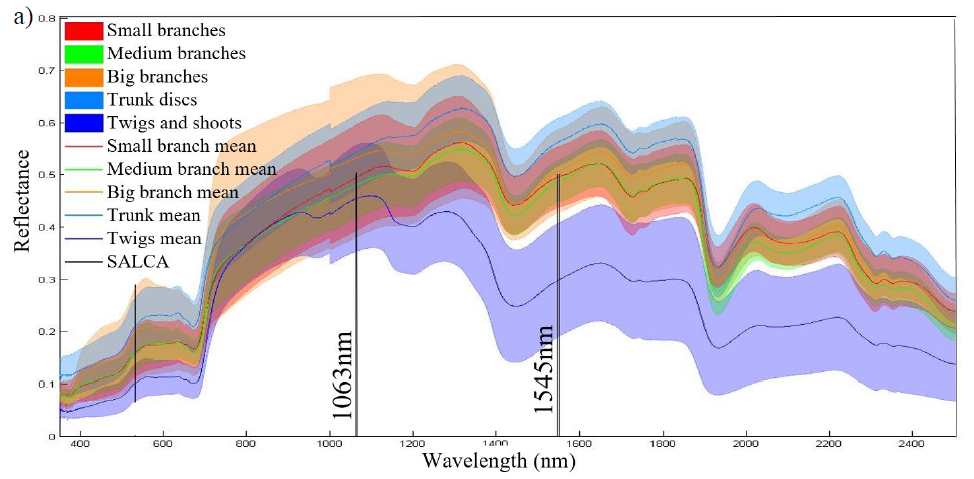 a)
0.8
0.7
0.6
0.5
0.4
0.3
0.2
0.1
0
Reflectance
Small branches
Medium branches
Big branches
Trunk discs
Twigs and shoots
Small branch mean
Medium branch mean
Big branch mean
Trunk mean
Twigs mean
SALCA
1063nm
1545nm
400 600 800 1000 1200 1400 1600 1800 2000 2200 2400
Wavelength (nm)